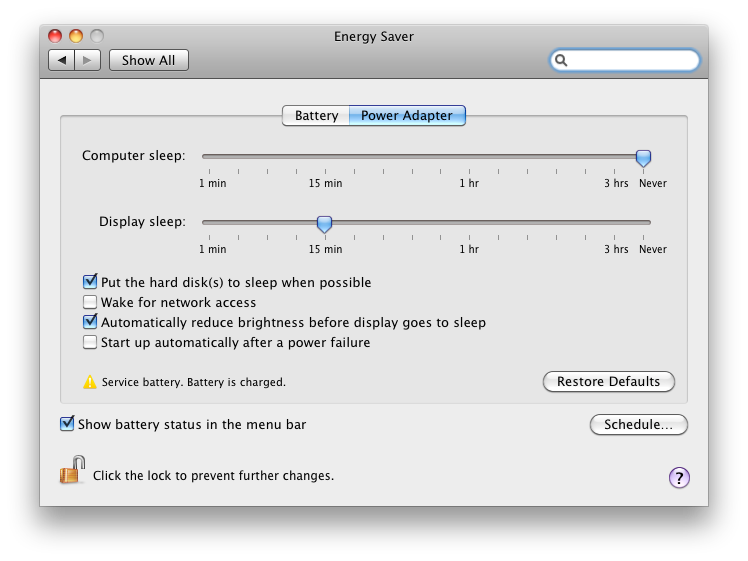 Energy Saver
Show All
Battery Power Adapter
Computer sleep:
1 min 15 min 1 hr 3 hrs Never
Display sleep:
1 min 15 min 1 hr 3 hrs Never
Put the hard disk(s) to sleep when possible
Wake for network access
Automatically reduce brightness before display goes to sleep
Start up automatically after a power failure
Service battery. Battery is charged. Restore Defaults
Show battery status in the menu bar Schedule...
Click the lock to prevent further changes. ?